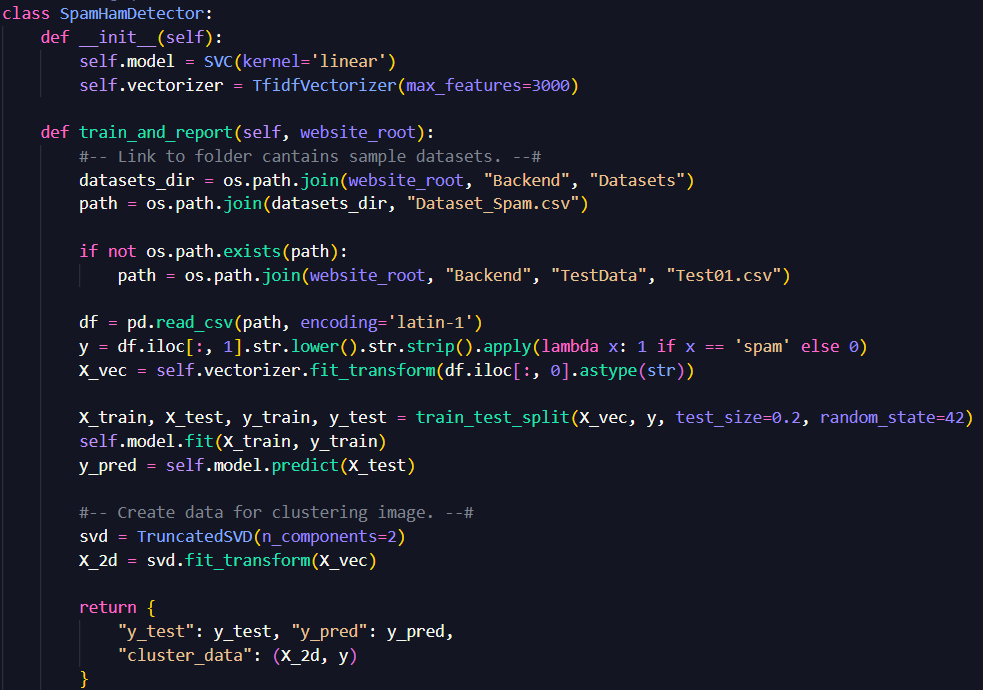 class SpamHamDetector:
    def __init__(self):
        self.model = SVC(kernel='linear')
        self.vectorizer = TfidfVectorizer(max_features=3000)

    def train_and_report(self, website_root):
        #-- Link to folder cantains sample datasets. --#
        datasets_dir = os.path.join(website_root, "Backend", "Datasets")
        path = os.path.join(datasets_dir, "Dataset_Spam.csv")

        if not os.path.exists(path):
            path = os.path.join(website_root, "Backend", "TestData", "Test01.csv")

        df = pd.read_csv(path, encoding='latin-1')
        y = df.iloc[:, 1].str.lower().str.strip().apply(lambda x: 1 if x == 'spam' else 0)
        X_vec = self.vectorizer.fit_transform(df.iloc[:, 0].astype(str))

        X_train, X_test, y_train, y_test = train_test_split(X_vec, y, test_size=0.2, random_state=42)
        self.model.fit(X_train, y_train)
        y_pred = self.model.predict(X_test)

        #-- Create data for clustering image. --#
        svd = TruncatedSVD(n_components=2)
        X_2d = svd.fit_transform(X_vec)

        return {
            "y_test": y_test, "y_pred": y_pred,
            "cluster_data": (X_2d, y)
        }